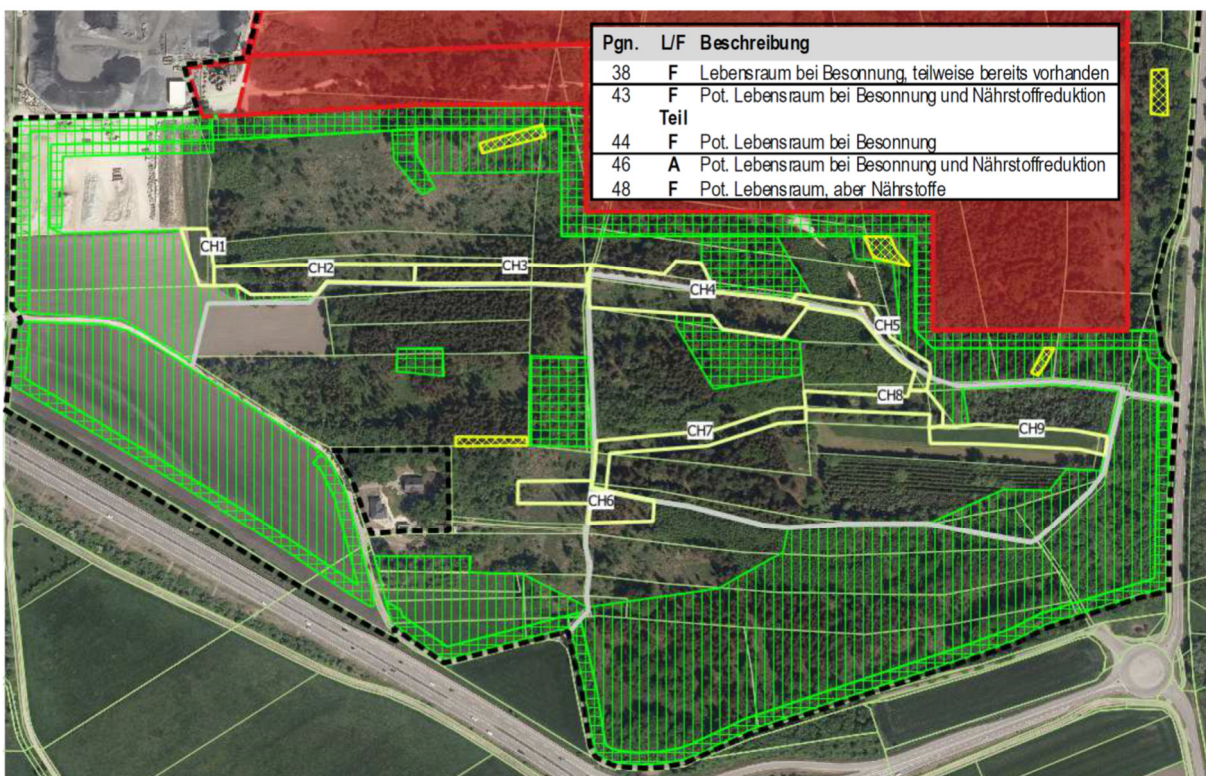 Pgn. L/F Beschreibung
38 F Lebensraum bei Besonnung, teilweise bereits vorhanden
43 F Pot. Lebensraum bei Besonnung und Nährstoffreduktion
Teil
44 F Pot. Lebensraum bei Besonnung
46 A Pot. Lebensraum bei Besonnung und Nährstoffreduktion
48 F Pot. Lebensraum, aber Nährstoffe
CH1
CH2
CH3
CH4
CH5
CH8
CH7
CH9
CH6